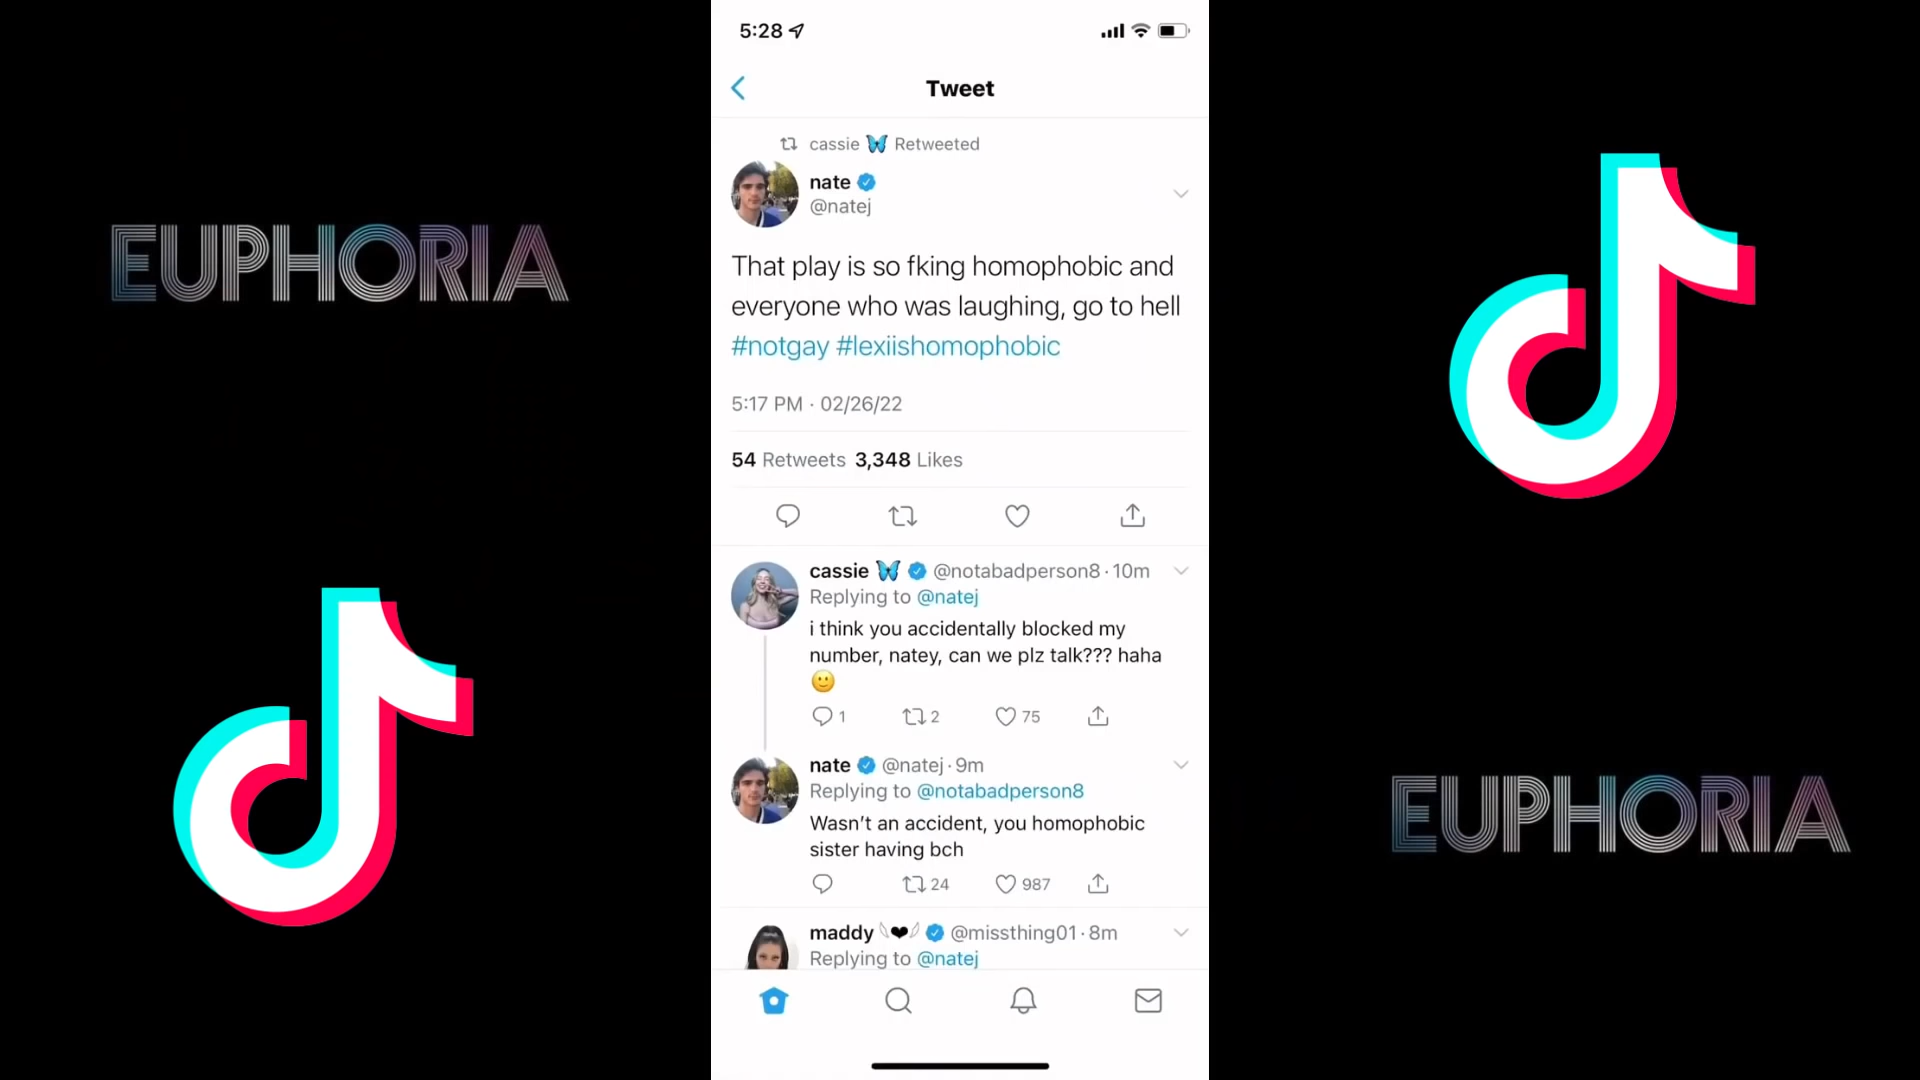 5:28
Tweet
cassie 🦋 Retweeted
nate
@natej
That play is so fking homophobic and
everyone who was laughing, go to hell
#notgay #lexiishomophobic
5:17 PM · 02/26/22
54 Retweets 3,348 Likes
cassie 🦋 @notabadperson8 · 10m
Replying to @natej
i think you accidentally blocked my
number, natey, can we plz talk??? haha
🙂
1 2 75
nate @natej · 9m
Replying to @notabadperson8
Wasn't an accident, you homophobic
sister having bch
24 987
maddy @missthing01 · 8m
Replying to @natej
EUPHORIA
EUPHORIA